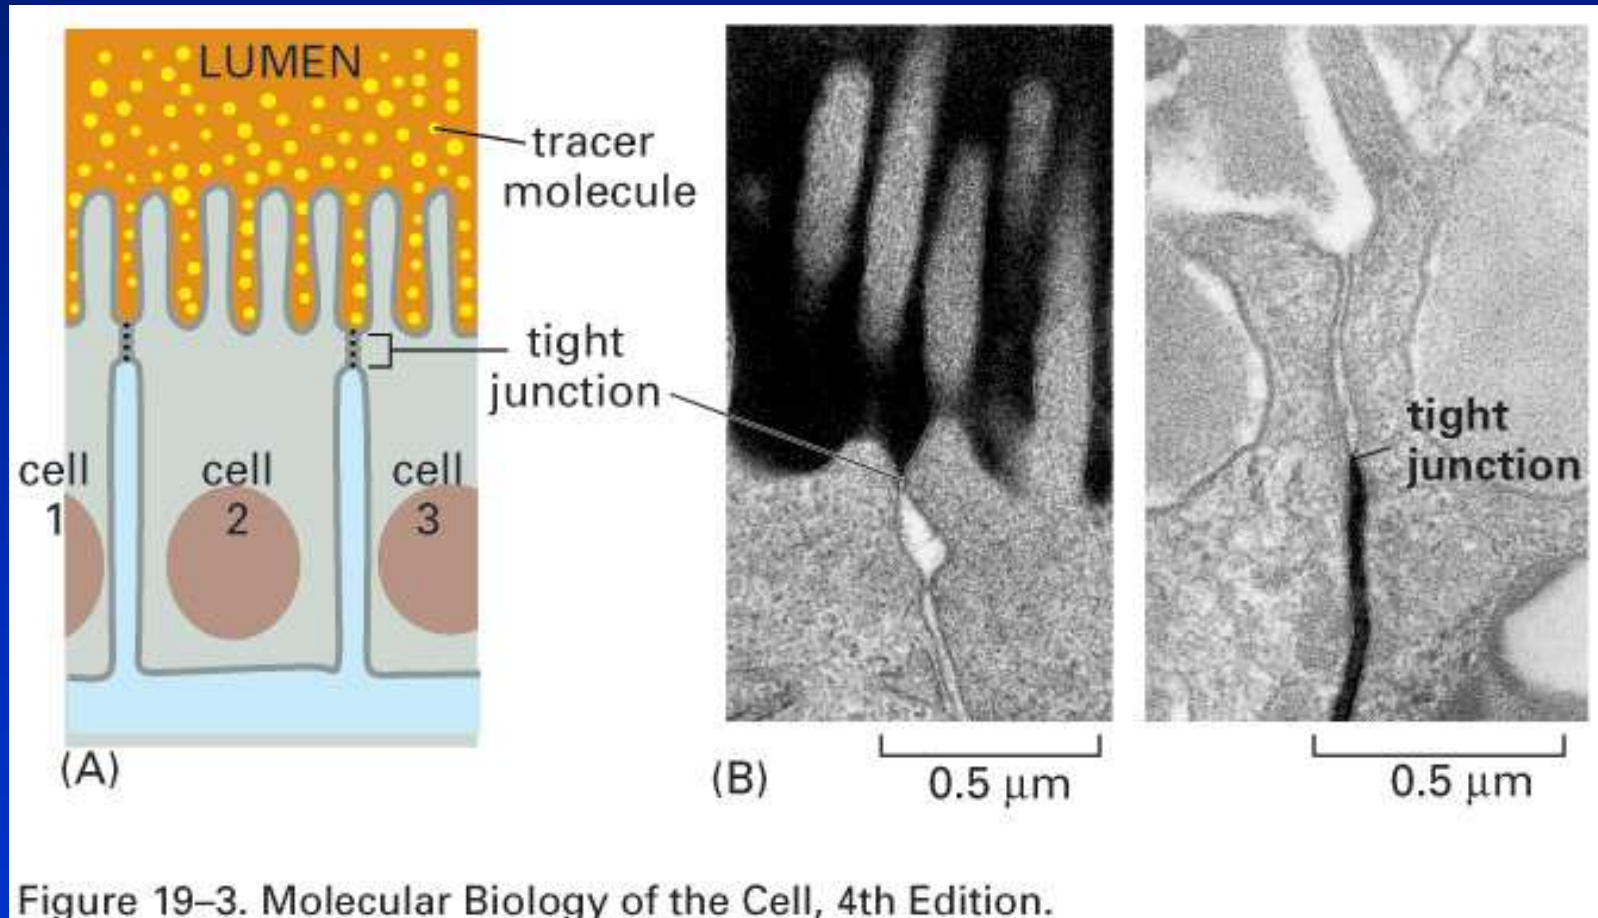 LUMEN
tracer
molecule
tight
junction
cell
1
cell
2
cell
3
(A)
tight
junction
(B)
0.5 μm
0.5 μm
Figure 19–3. Molecular Biology of the Cell, 4th Edition.